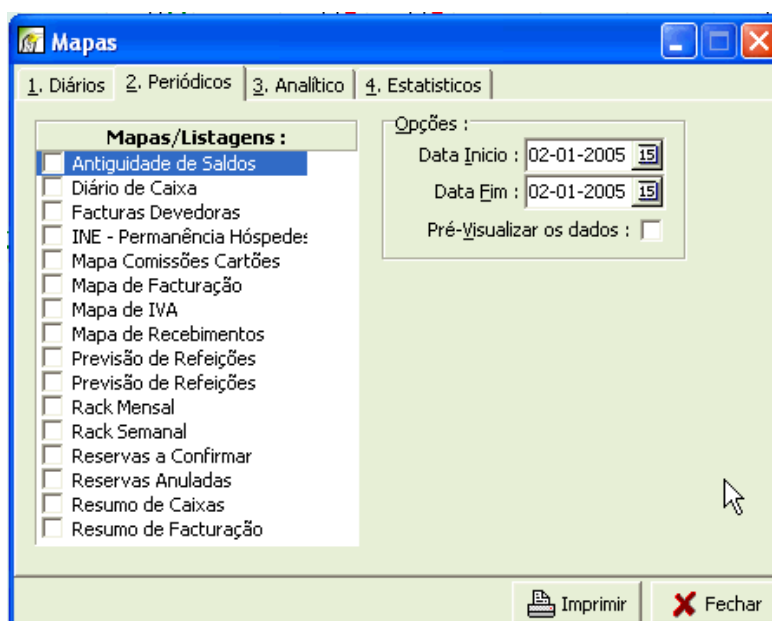 Mapas
1. Diários 2. Periódicos 3. Analítico 4. Estatisticos
Mapas/Listagens :
Antiguidade de Saldos
Diário de Caixa
Facturas Devedoras
INE - Permanência Hóspedes
Mapa Comissões Cartões
Mapa de Facturação
Mapa de IVA
Mapa de Recebimentos
Previsão de Refeições
Previsão de Refeições
Rack Mensal
Rack Semanal
Reservas a Confirmar
Reservas Anuladas
Resumo de Caixas
Resumo de Facturação
Opções :
Data Inicio : 02-01-2005 15
Data Fim : 02-01-2005 15
Pré-Visualizar os dados :
Imprimir Fechar